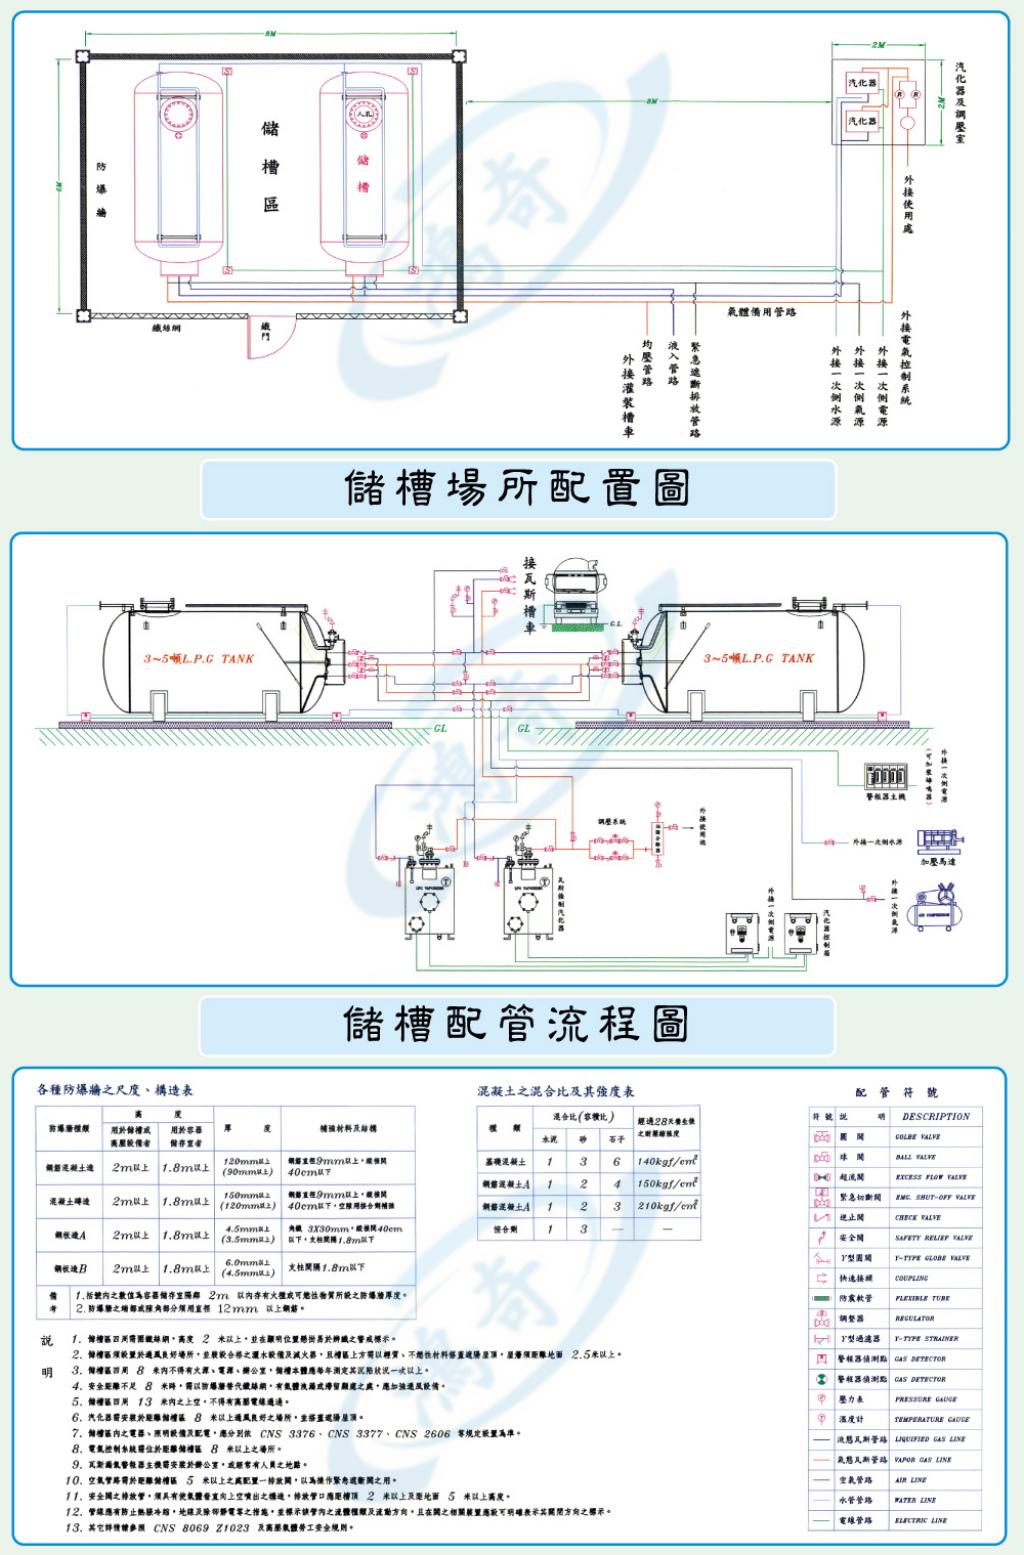 8M
2M
8M
6M
2M
防爆牆
儲槽區
人孔
儲槽
汽化器
汽化器
R
R
S
S
S
S
汽化器及調壓室
外接使用處
鐵絲網
鐵門
氣體備用管路
均壓管路
液入管路
緊急遮斷排放管路
外接灌裝槽車
外接一次側水源
外接一次側氣源
外接一次側電源
外接電氣控制系統
儲槽場所配置圖
接瓦斯槽車
G.L
3~5噸L.P.G TANK
3~5噸L.P.G TANK
GL
GL
警報器主機
外接一次側電源
外接一次側水源
加壓馬達
外接一次側氣源
AIR COMPRESSOR
調壓系統
外接使用端
LPG VAPORIZER
LPG VAPORIZER
T
T
瓦斯強制汽化器
外接一次側電源
汽化器控制箱
儲槽配管流程圖
各種防爆牆之尺度、構造表
防爆牆種類 高 度 厚 度 補強材料及結構
用於儲槽或高壓設備者 用於容器儲存室者
鋼筋混凝土造 2m以上 1.8m以上 120mm以上 (90mm以上) 鋼筋直徑9mm以上,縱橫間40cm以下
混凝土磚造 2m以上 1.8m以上 150mm以上 (120mm以上) 鋼筋直徑9mm以上,縱橫間40cm以下,空隙用接合劑補強
鋼板造A 2m以上 1.8m以上 4.5mm以上 (3.5mm以上) 角鐵 3X30mm,縱橫間40cm以下,支柱間隔1.8m以下
鋼板造B 2m以上 1.8m以上 6.0mm以上 (4.5mm以上) 支柱間隔1.8m以下
備考
1.括號內之數值為容器儲存室隔鄰 2m 以內存有火種或可燃性物質所設之防爆牆厚度。
2.防爆牆之端部或隅角部分須用直徑 12mm 以上鋼筋。
混凝土之混合比及其強度表
種 類 混合比(容積比) 經過28天養生後之耐壓縮強度
水泥 砂 石子
基礎混凝土 1 3 6 140kgf/cm²
鋼筋混凝土A 1 2 4 150kgf/cm²
鋼筋混凝土A 1 2 3 210kgf/cm²
接合劑 1 3 — —
配管符號
符號 說 明 DESCRIPTION
圓閥 GOLBE VALVE
球閥 BALL VALVE
超流閥 EXCESS FLOW VALVE
緊急切斷閥 EMG. SHUT-OFF VALVE
逆止閥 CHECK VALVE
安全閥 SAFETY RELIEF VALVE
Y型圓閥 Y-TYPE GLOBE VALVE
快速接頭 COUPLING
防震軟管 FLEXIBLE TUBE
調整器 REGULATOR
Y型過濾器 Y-TYPE STRAINER
警報器偵測點 GAS DETECTOR
警報器偵測點 GAS DETECTOR
壓力表 PRESSURE GAUGE
溫度計 TEMPERATURE GAUGE
液態瓦斯管路 LIQUIFIED GAS LINE
氣態瓦斯管路 VAPOR GAS LINE
空氣管路 AIR LINE
水管管路 WATER LINE
電線管路 ELECTRIC LINE
説明
1. 儲槽區四周需圍鐵絲網,高度 2 米以上,並在顯明位置懸掛易於辨識之警戒標示。
2. 儲槽區須設置於通風良好場所,並裝設合格之灑水設備及滅火器,且槽區上方需以輕質、不燃性材料搭蓋遮陽屋頂,屋簷須距離地面 2.5米以上。
3. 儲槽區四周 8 米內不得有火源、電源、辦公室,儲槽本體應每年測定其沉陷狀況一次以上。
4. 安全距離不足 8 米時,需以防爆牆替代鐵絲網,有氣體洩漏或滯留顧慮之處,應加強通風設備。
5. 儲槽區四周 13 米內之上空,不得有高壓電線通過。
6. 汽化器需安裝於距離儲槽區 8 米以上通風良好之場所,並搭蓋遮陽屋頂。
7. 儲槽區內之電器、照明設備及配電,應分別依 CNS 3376、CNS 3377、CNS 2606 等規定設置為準。
8. 電氣控制系統需位於距離儲槽區 8 米以上之場所。
9. 瓦斯漏氣警報器主機需安裝於辦公室,或經常有人員之地點。
10. 空氣管路需於距離儲槽區 5 米以上之處配置一排放閥,以為操作緊急遮斷閥之用。
11. 安全閥之排放管,須具有使氣體垂直向上空噴出之構造,排放管口應距槽頂 2 米以上及距地面 5 米以上高度。
12. 管線應有防止熱脹冷縮,地線及除卻靜電等之措施,並標示該管內之流體種類及流動方向,且在閥之相關裝置應設可明確表示其開閉方向之標示。
13. 其它詳情請參照 CNS 8069 Z1023 及高壓氣體勞工安全規則。